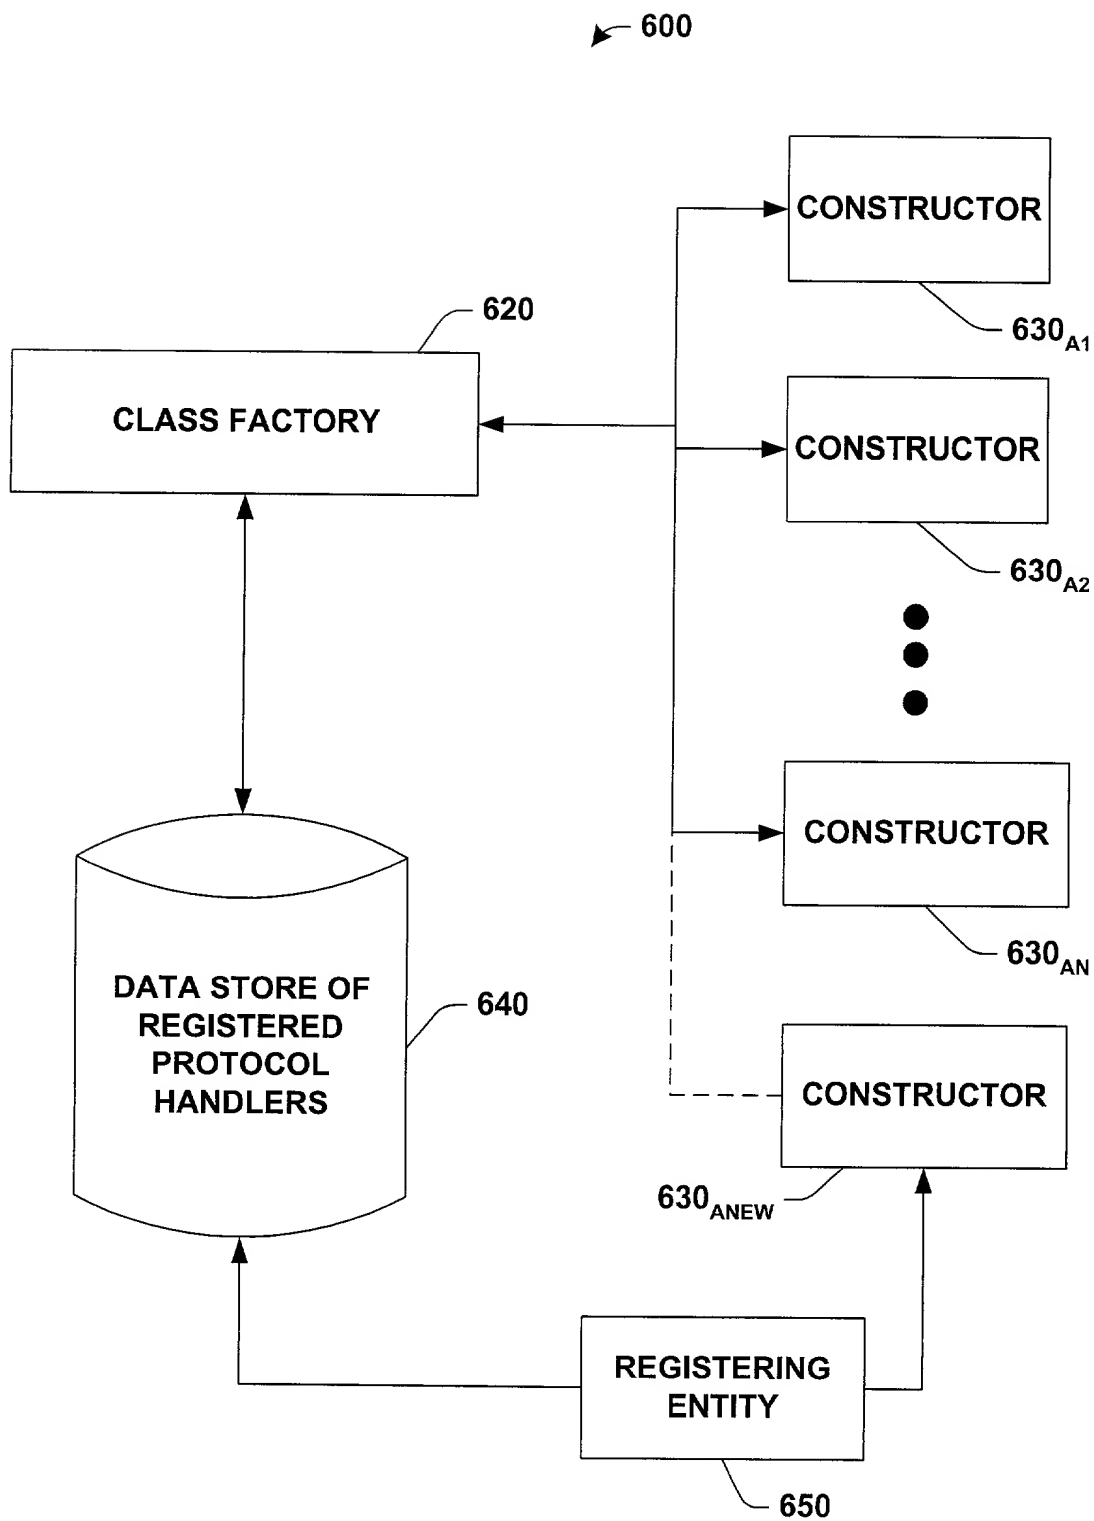 600
CONSTRUCTOR
630A1
620
CLASS FACTORY
CONSTRUCTOR
630A2
CONSTRUCTOR
630AN
DATA STORE OF
REGISTERED
PROTOCOL
HANDLERS
640
CONSTRUCTOR
630ANEW
REGISTERING
ENTITY
650